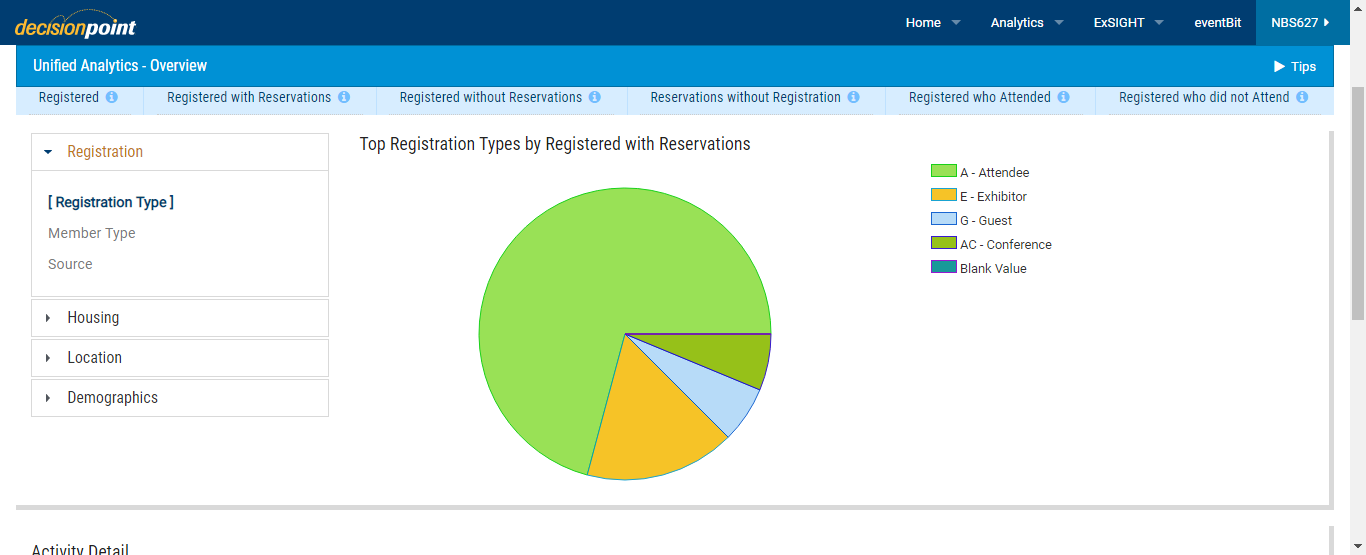 decisionpoint
Home Analytics ExSIGHT eventBit NBS627
Unified Analytics - Overview
Tips
Registered Registered with Reservations Registered without Reservations Reservations without Registration Registered who Attended Registered who did not Attend
Registration
[ Registration Type ]
Member Type
Source
Housing
Location
Demographics
Top Registration Types by Registered with Reservations
A - Attendee
E - Exhibitor
G - Guest
AC - Conference
Blank Value
Activity Detail